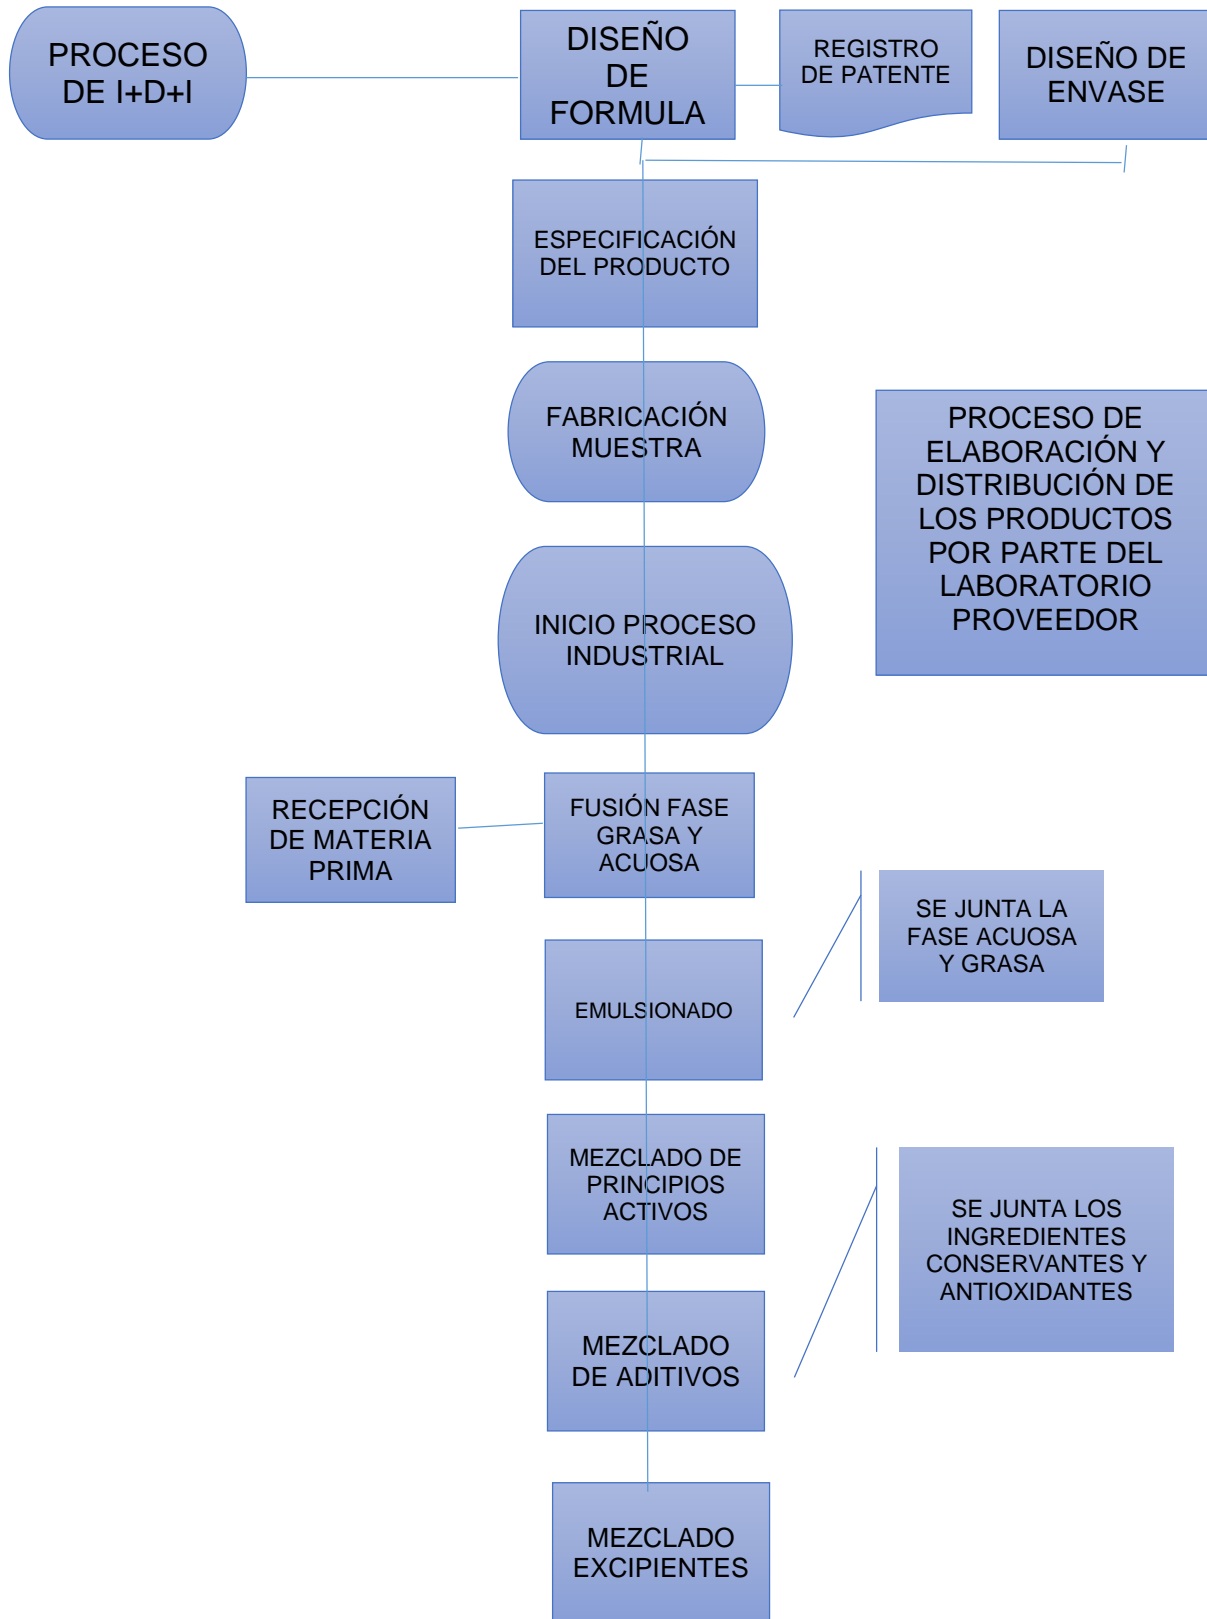 PROCESO
DE I+D+I
DISEÑO
DE
FORMULA
REGISTRO
DE PATENTE
DISEÑO DE
ENVASE
ESPECIFICACIÓN
DEL PRODUCTO
FABRICACIÓN
MUESTRA
PROCESO DE
ELABORACIÓN Y
DISTRIBUCIÓN DE
LOS PRODUCTOS
POR PARTE DEL
LABORATORIO
PROVEEDOR
INICIO PROCESO
INDUSTRIAL
RECEPCIÓN
DE MATERIA
PRIMA
FUSIÓN FASE
GRASA Y
ACUOSA
SE JUNTA LA
FASE ACUOSA
Y GRASA
EMULSIONADO
MEZCLADO DE
PRINCIPIOS
ACTIVOS
SE JUNTA LOS
INGREDIENTES
CONSERVANTES Y
ANTIOXIDANTES
MEZCLADO
DE ADITIVOS
MEZCLADO
EXCIPIENTES